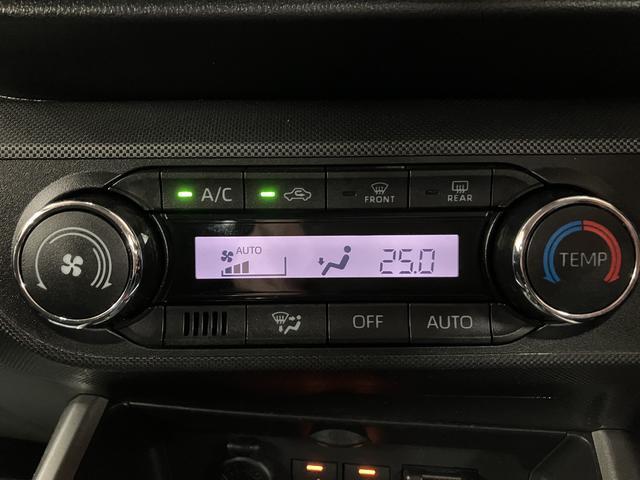 A/C
FRONT
REAR
AUTO
25.0
TEMP
OFF
AUTO